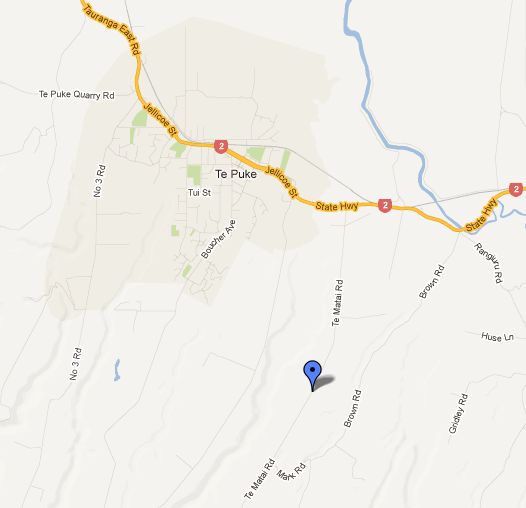 Tauranga East Rd
Te Puke Quarry Rd
Jellicoe St
2
No 3 Rd
Te Puke
Jellicoe St
Tui St
2
State Hwy
2
State Hwy
Boucher Ave
Ranguru Rd
Brown Rd
Te Matai Rd
Huse Ln
No 3 Rd
Brown Rd
Gridley Rd
Te Matai Rd
Mark Rd